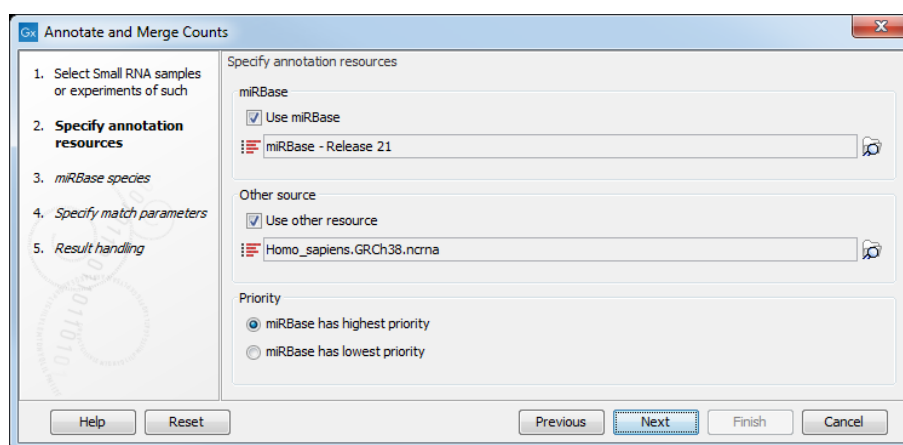 Gx Annotate and Merge Counts
1. Select Small RNA samples
or experiments of such
2. Specify annotation
resources
3. miRBase species
4. Specify match parameters
5. Result handling
Specify annotation resources
miRBase
Use miRBase
miRBase - Release 21
Other source
Use other resource
Homo_sapiens.GRCh38.ncrna
Priority
miRBase has highest priority
miRBase has lowest priority
Help Reset Previous Next Finish Cancel